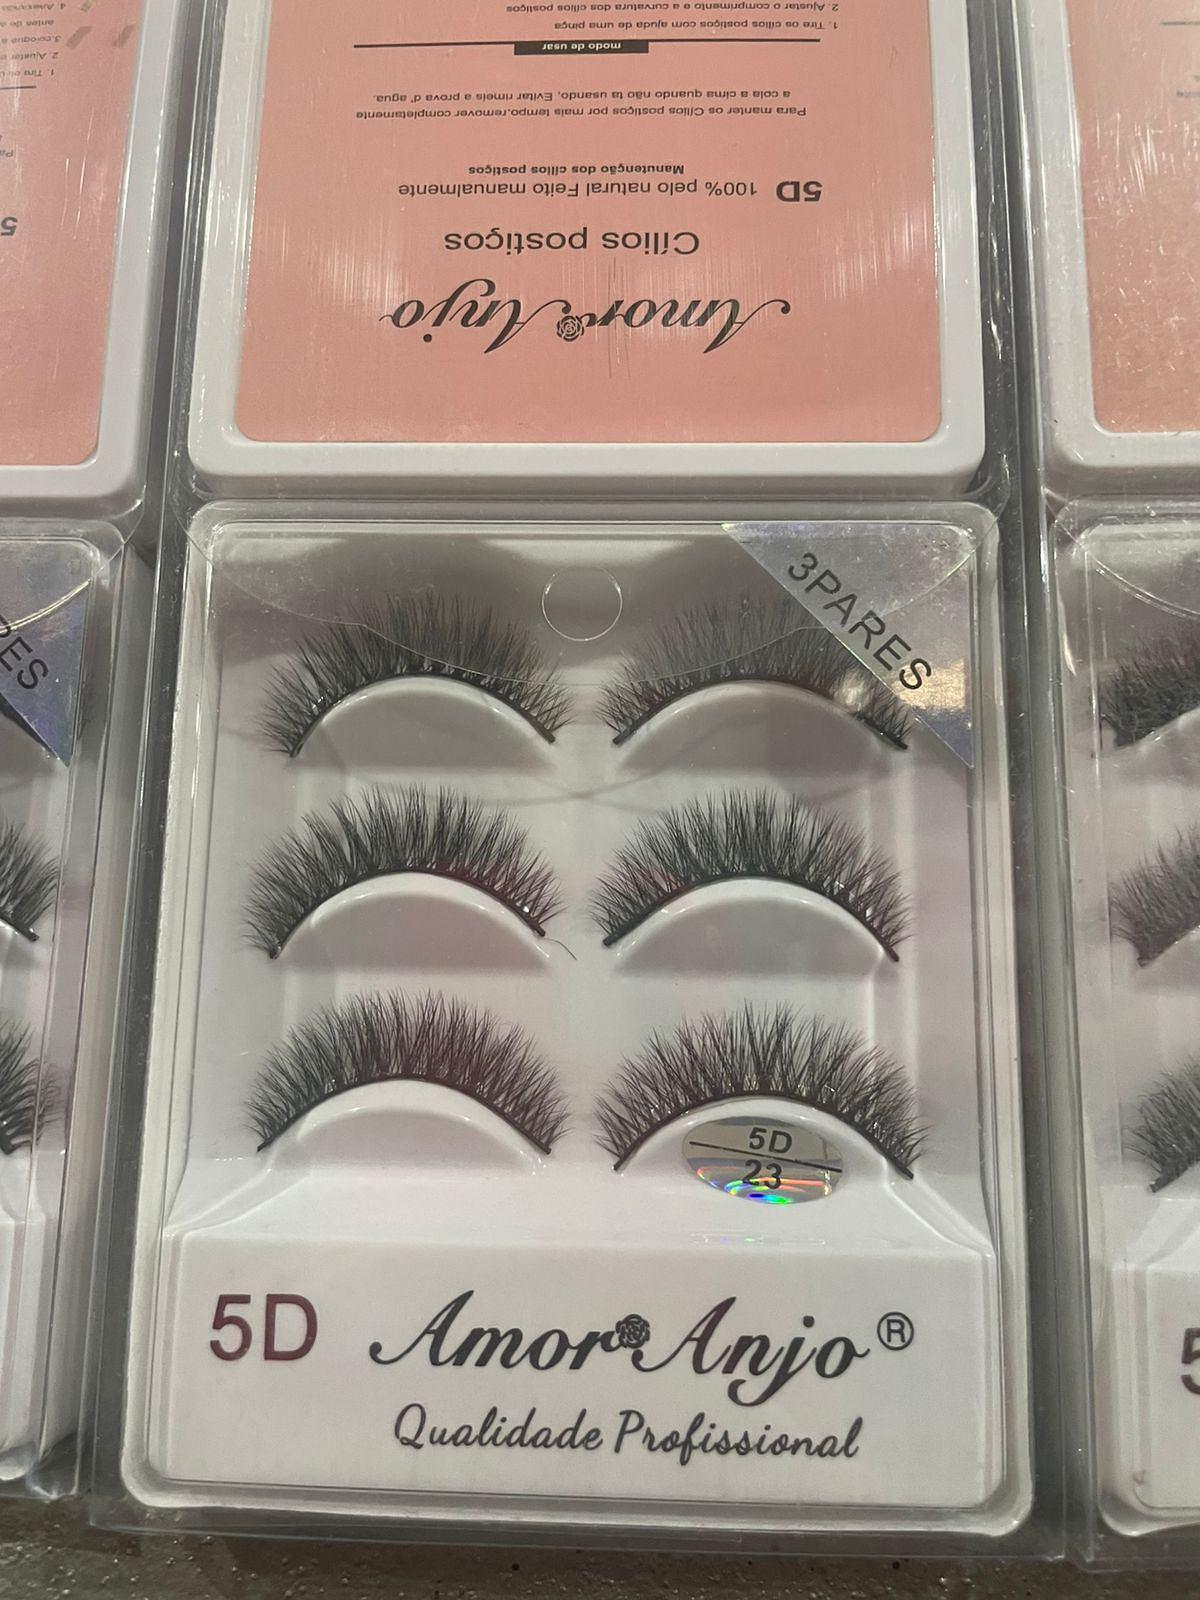 2. Ajustar o comprimento e a curvatura dos cílios postiços
1. Tire os cílios postiços com ajuda de uma pinça
modo de usar
a cola a cima quando não ta usando, Evitar rimeis a prova d' agua.
Para manter os Cílios postiços por mais tempo,remover completamente
Manutenção dos cílios postiços
5D 100% pelo natural Feito manualmente
Cílios postiços
Amor Anjo
3PARES
5D
23
5D Amor Anjo ®
Qualidade Profissional